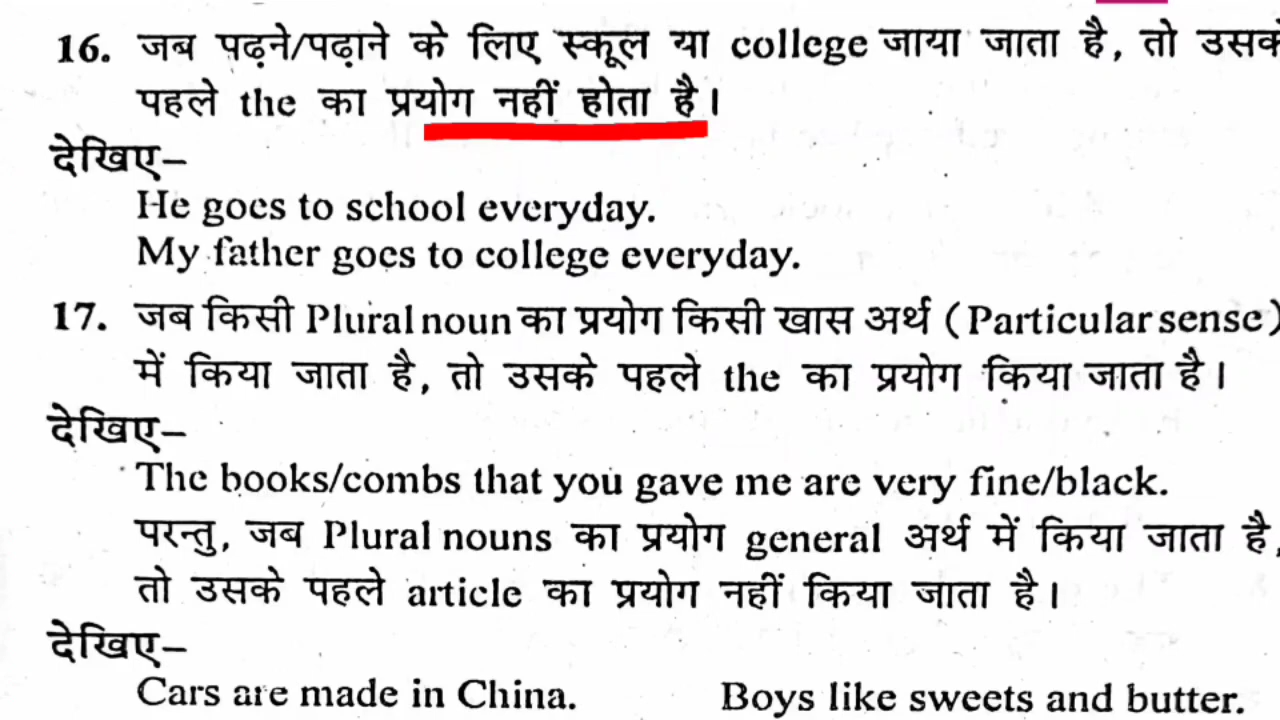 16. जब पढ़ने/पढ़ाने के लिए स्कूल या college जाया जाता है, तो उसके
पहले the का प्रयोग नहीं होता है।
देखिए–
He goes to school everyday.
My father goes to college everyday.
17. जब किसी Plural noun का प्रयोग किसी खास अर्थ (Particular sense)
में किया जाता है, तो उसके पहले the का प्रयोग किया जाता है।
देखिए–
The books/combs that you gave me are very fine/black.
परन्तु, जब Plural nouns का प्रयोग general अर्थ में किया जाता है,
तो उसके पहले article का प्रयोग नहीं किया जाता है।
देखिए–
Cars are made in China. Boys like sweets and butter.